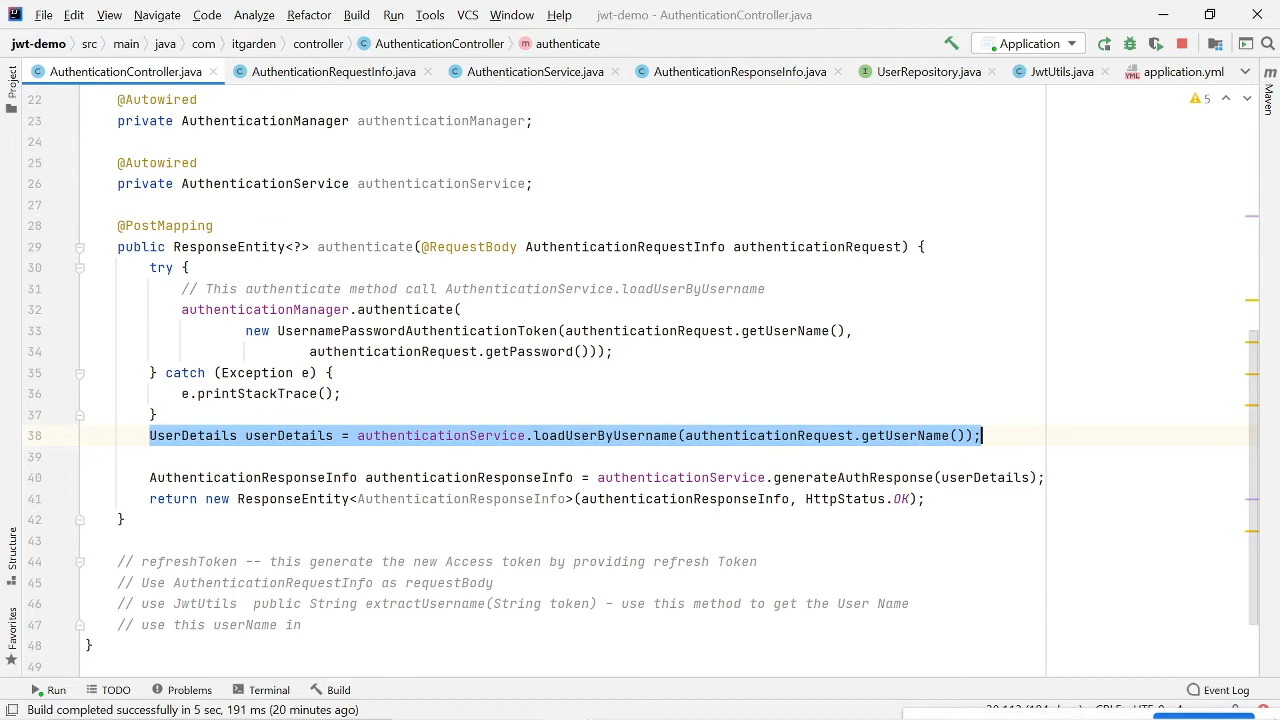 File Edit View Navigate Code Analyze Refactor Build Run Tools VCS Window Help jwt-demo - AuthenticationController.java
jwt-demo src main java com itgarden controller AuthenticationController authenticate Application
AuthenticationController.java AuthenticationRequestInfo.java AuthenticationService.java AuthenticationResponseInfo.java UserRepository.java JwtUtils.java application.yml
Project
Maven
5
22 @Autowired
23 private AuthenticationManager authenticationManager;
24
25 @Autowired
26 private AuthenticationService authenticationService;
27
28 @PostMapping
29 public ResponseEntity<?> authenticate(@RequestBody AuthenticationRequestInfo authenticationRequest) {
30 try {
31 // This authenticate method call AuthenticationService.loadUserByUsername
32 authenticationManager.authenticate(
33 new UsernamePasswordAuthenticationToken(authenticationRequest.getUserName(),
34 authenticationRequest.getPassword()));
35 } catch (Exception e) {
36 e.printStackTrace();
37 }
38 UserDetails userDetails = authenticationService.loadUserByUsername(authenticationRequest.getUserName());
39
40 AuthenticationResponseInfo authenticationResponseInfo = authenticationService.generateAuthResponse(userDetails);
41 return new ResponseEntity<AuthenticationResponseInfo>(authenticationResponseInfo, HttpStatus.OK);
42 }
43
44 // refreshToken -- this generate the new Access token by providing refresh Token
45 // Use AuthenticationRequestInfo as requestBody
46 // use JwtUtils public String extractUsername(String token) - use this method to get the User Name
47 // use this userName in
48 }
49
Structure
Favorites
Run TODO Problems Terminal Build Event Log
Build completed successfully in 5 sec, 191 ms (20 minutes ago)